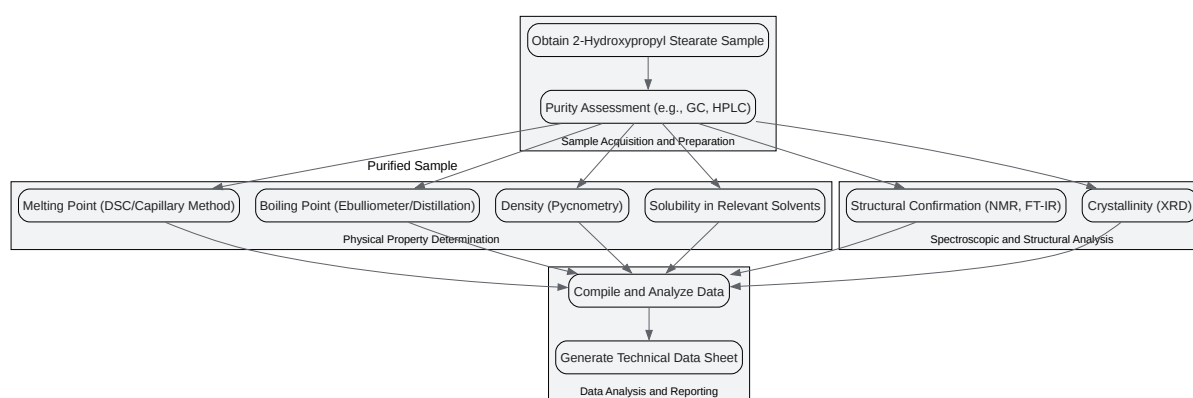 Obtain 2-Hydroxypropyl Stearate Sample
Purity Assessment (e.g., GC, HPLC)
Sample Acquisition and Preparation
Purified Sample
Melting Point (DSC/Capillary Method)
Boiling Point (Ebulliometer/Distillation)
Density (Pycnometry)
Solubility in Relevant Solvents
Structural Confirmation (NMR, FT-IR)
Crystallinity (XRD)
Physical Property Determination
Spectroscopic and Structural Analysis
Compile and Analyze Data
Generate Technical Data Sheet
Data Analysis and Reporting